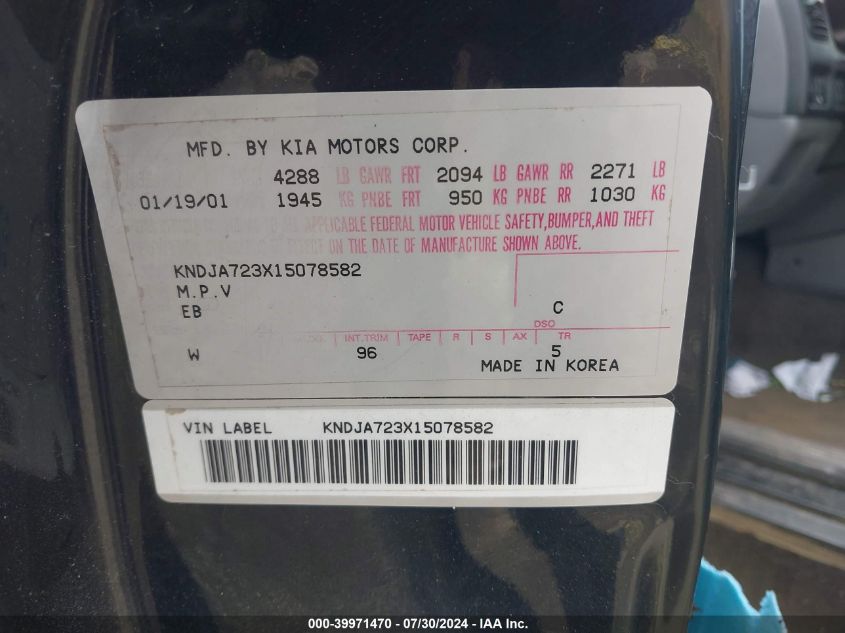 MFD. BY KIA MOTORS CORP.
4288 LB GAWR FRT 2094 LB GAWR RR 2271 LB
01/19/01 1945 KG PNBE FRT 950 KG PNBE RR 1030 KG
TO ALL APPLICABLE FEDERAL MOTOR VEHICLE SAFETY,BUMPER,AND THEFT
ON THE DATE OF MANUFACTURE SHOWN ABOVE.
KNDJA723X15078582
M.P.V
EB C
DSO
INT.TRIM TAPE R S AX TR
W 96 5
MADE IN KOREA
VIN LABEL KNDJA723X15078582
000-39971470 / 07/30/2024 - IAA Inc.